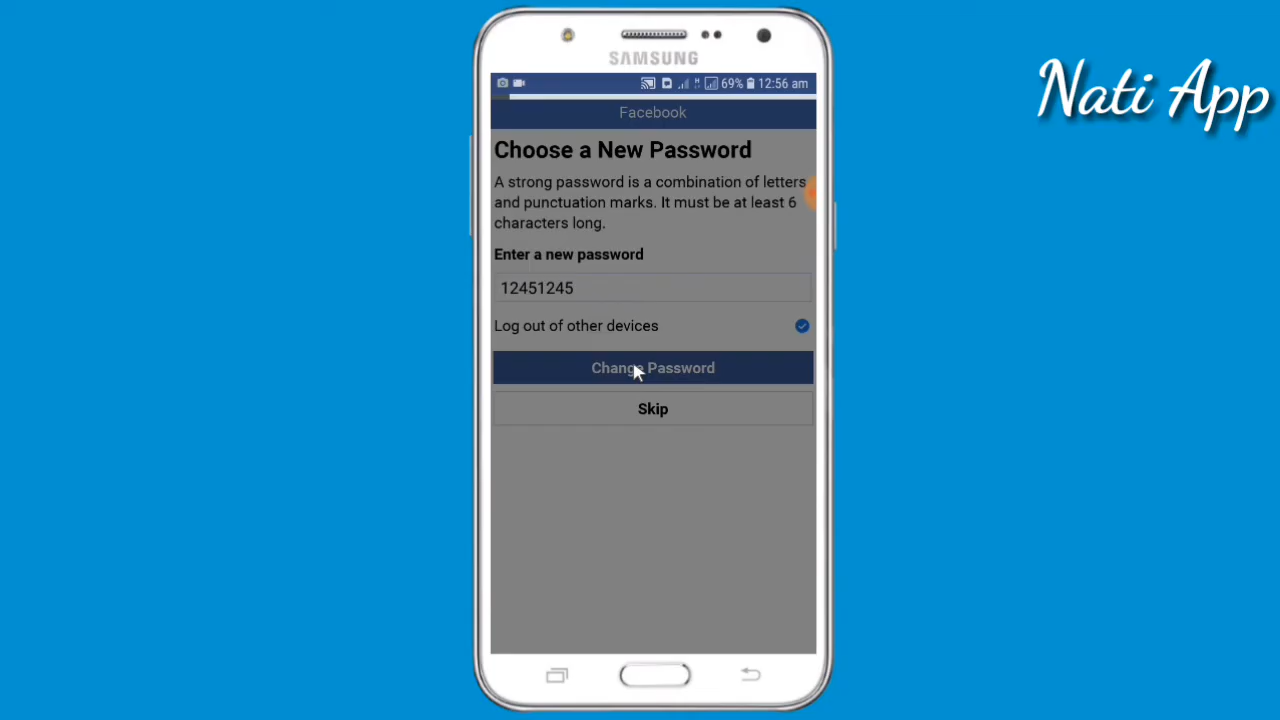 Nati App
SAMSUNG
69% 12:56 am
Facebook
Choose a New Password
A strong password is a combination of letters
and punctuation marks. It must be at least 6
characters long.
Enter a new password
12451245
Log out of other devices
Change Password
Skip